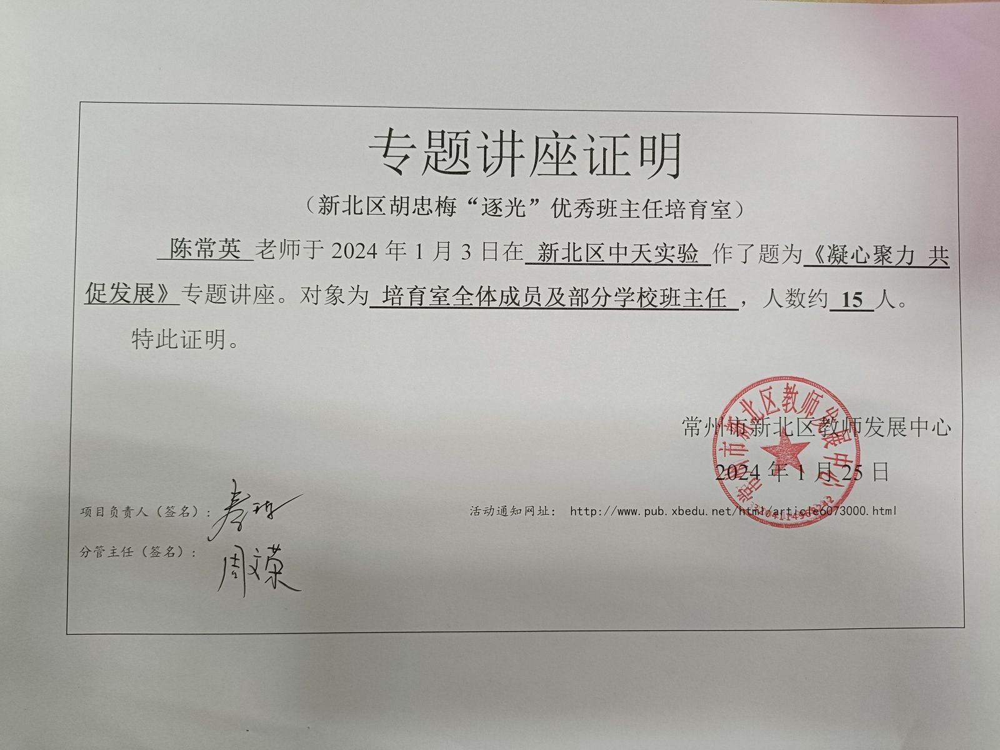 专题讲座证明
（新北区胡忠梅“逐光”优秀班主任培育室）
陈常英 老师于 2024 年 1 月 3 日在 新北区中天实验 作了题为《凝心聚力 共
促发展》专题讲座。对象为 培育室全体成员及部分学校班主任 ，人数约 15 人。
特此证明。
常州市新北区教师发展中心
2024 年 1 月 25 日
常州市新北区教师发展中心
项目负责人（签名）：
活动通知网址： http://www.pub.xbedu.net/html/article6073000.html
分管主任（签名）：
周文荣